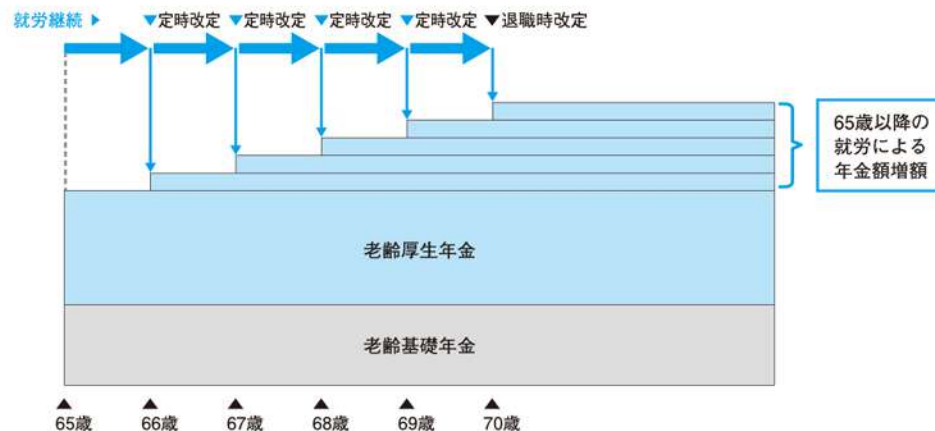 就労継続 ▶ ▼定時改定 ▼定時改定 ▼定時改定 ▼定時改定 ▼退職時改定
65歳以降の
就労による
年金額増額
老齢厚生年金
老齢基礎年金
▲ ▲ ▲ ▲ ▲ ▲
65歳 66歳 67歳 68歳 69歳 70歳